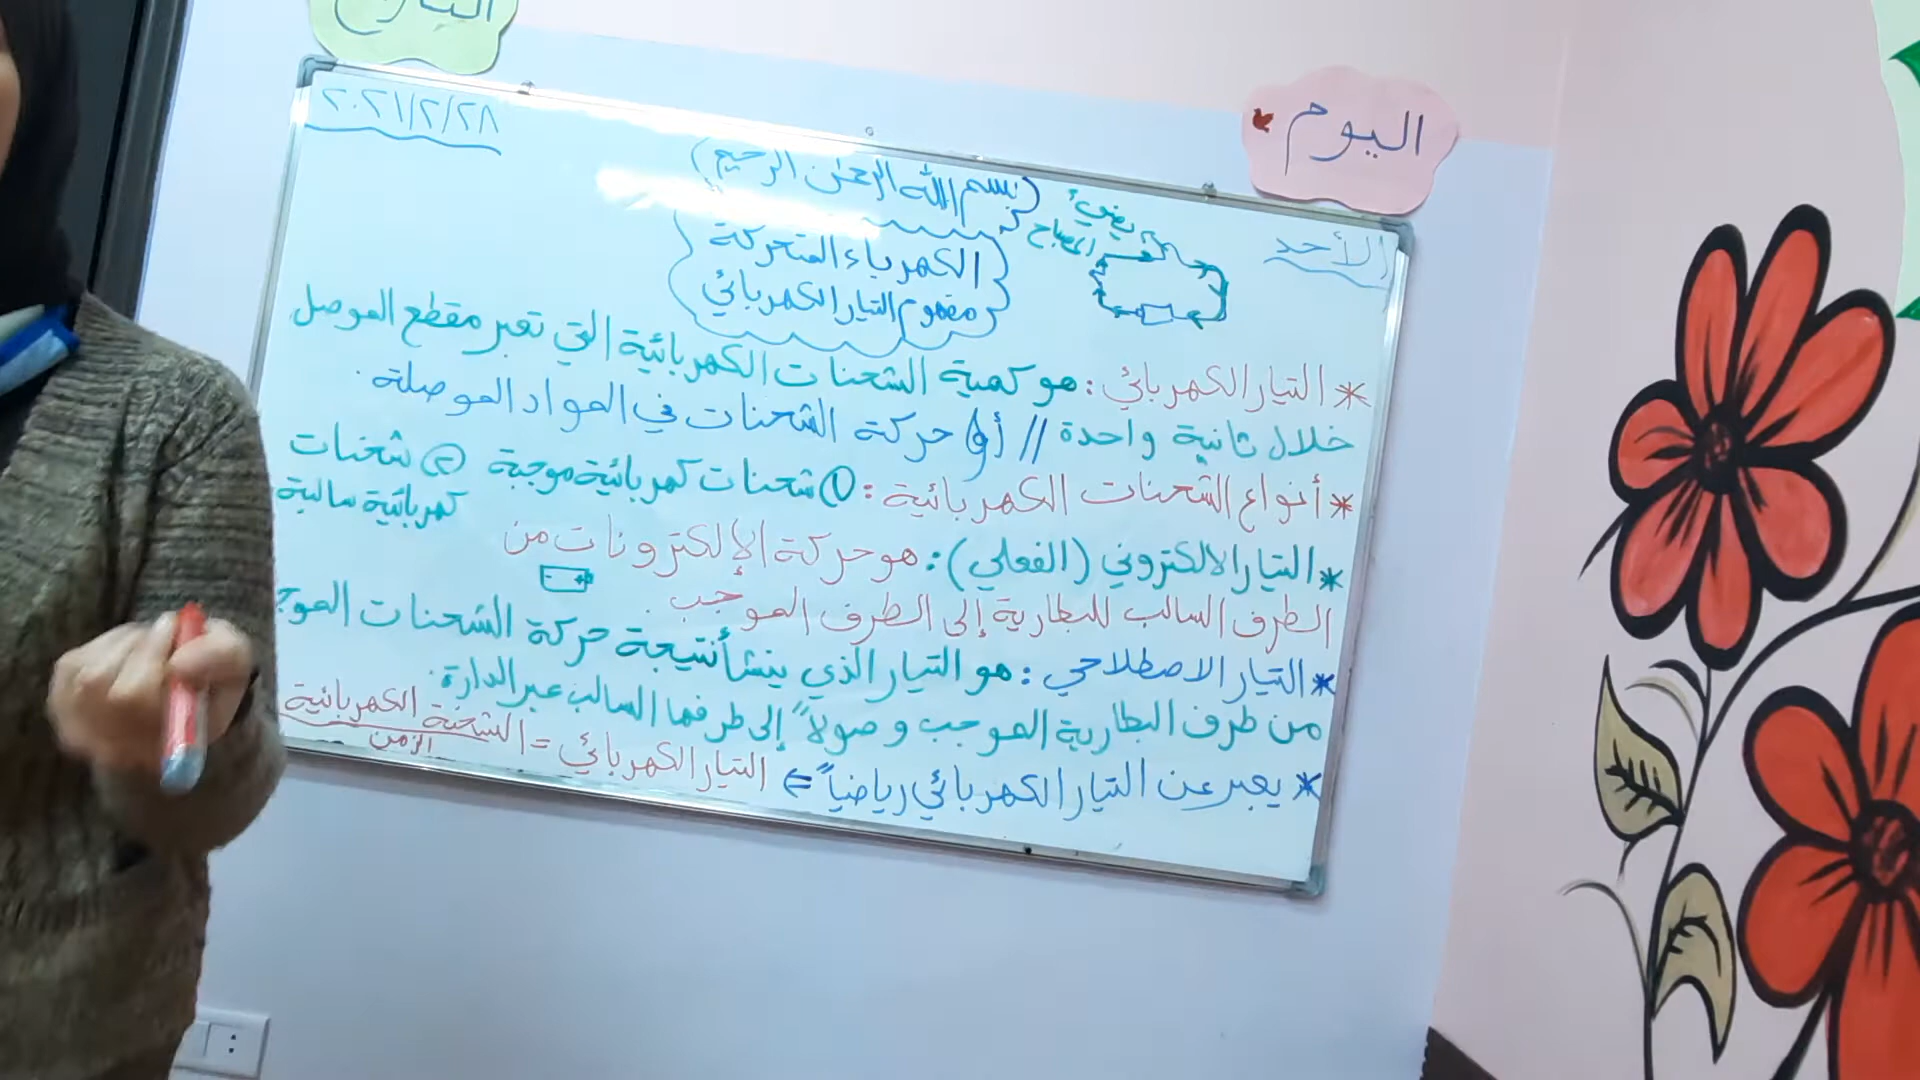 التاريخ
اليوم
٢٠٢١/٢/٢٨
الأحد
(بسم الله الرحمن الرحيم)
يضيء
المصباح
الكهرباء المتحركة
مفهوم التيار الكهربائي
* التيار الكهربائي: هو كمية الشحنات الكهربائية التي تعبر مقطع الموصل
خلال ثانية واحدة // أو حركة الشحنات في المواد الموصلة.
* أنواع الشحنات الكهربائية: ① شحنات كهربائية موجبة ② شحنات
كهربائية سالبة
* التيار الالكتروني (الفعلي): هو حركة الإلكترونات من
الطرف السالب للبطارية إلى الطرف الموجب.
- +
* التيار الاصطلاحي: هو التيار الذي ينشأ نتيجة حركة الشحنات الموج
من طرف البطارية الموجب وصولاً إلى طرفها السالب عبر الدارة.
* يعبر عن التيار الكهربائي رياضياً ⇐ التيار الكهربائي = الشحنة الكهربائية
الزمن